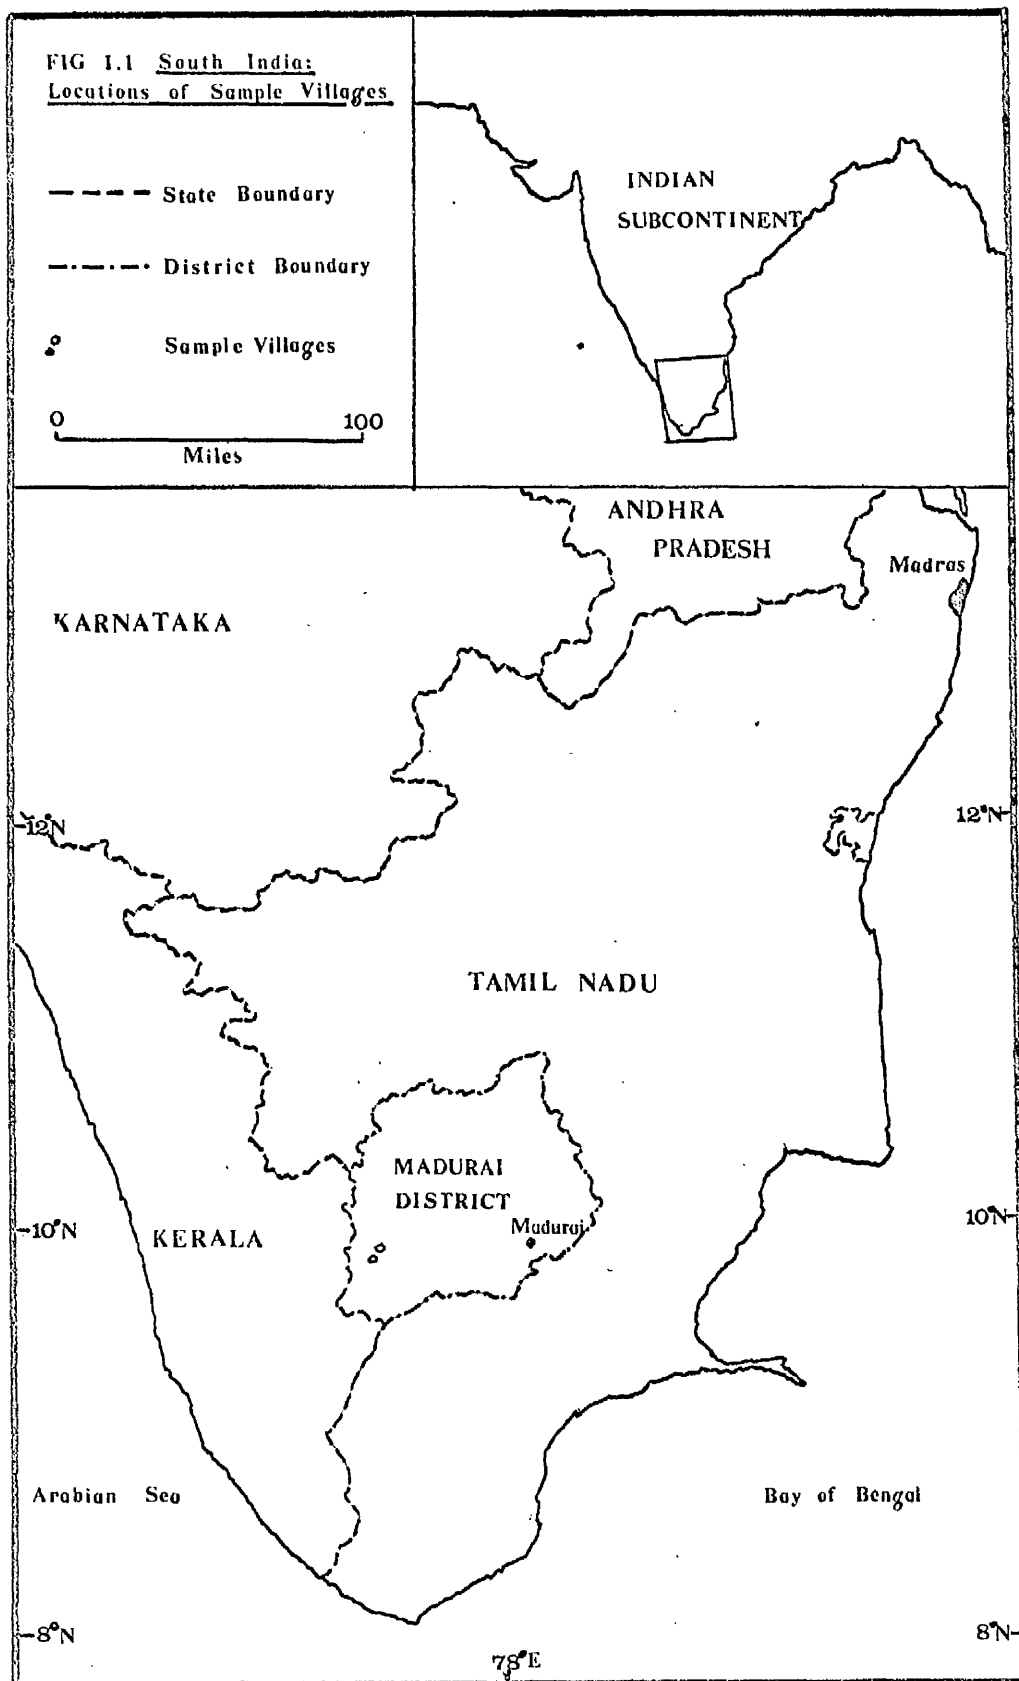 FIG 1.1 South India:
Locations of Sample Villages
State Boundary
District Boundary
Sample Villages
0 100
Miles
INDIAN
SUBCONTINENT
ANDHRA
PRADESH
Madras
KARNATAKA
12°N 12°N
TAMIL NADU
MADURAI
DISTRICT
Madurai
10°N 10°N
KERALA
Arabian Sea
Bay of Bengal
8°N 8°N
78°E